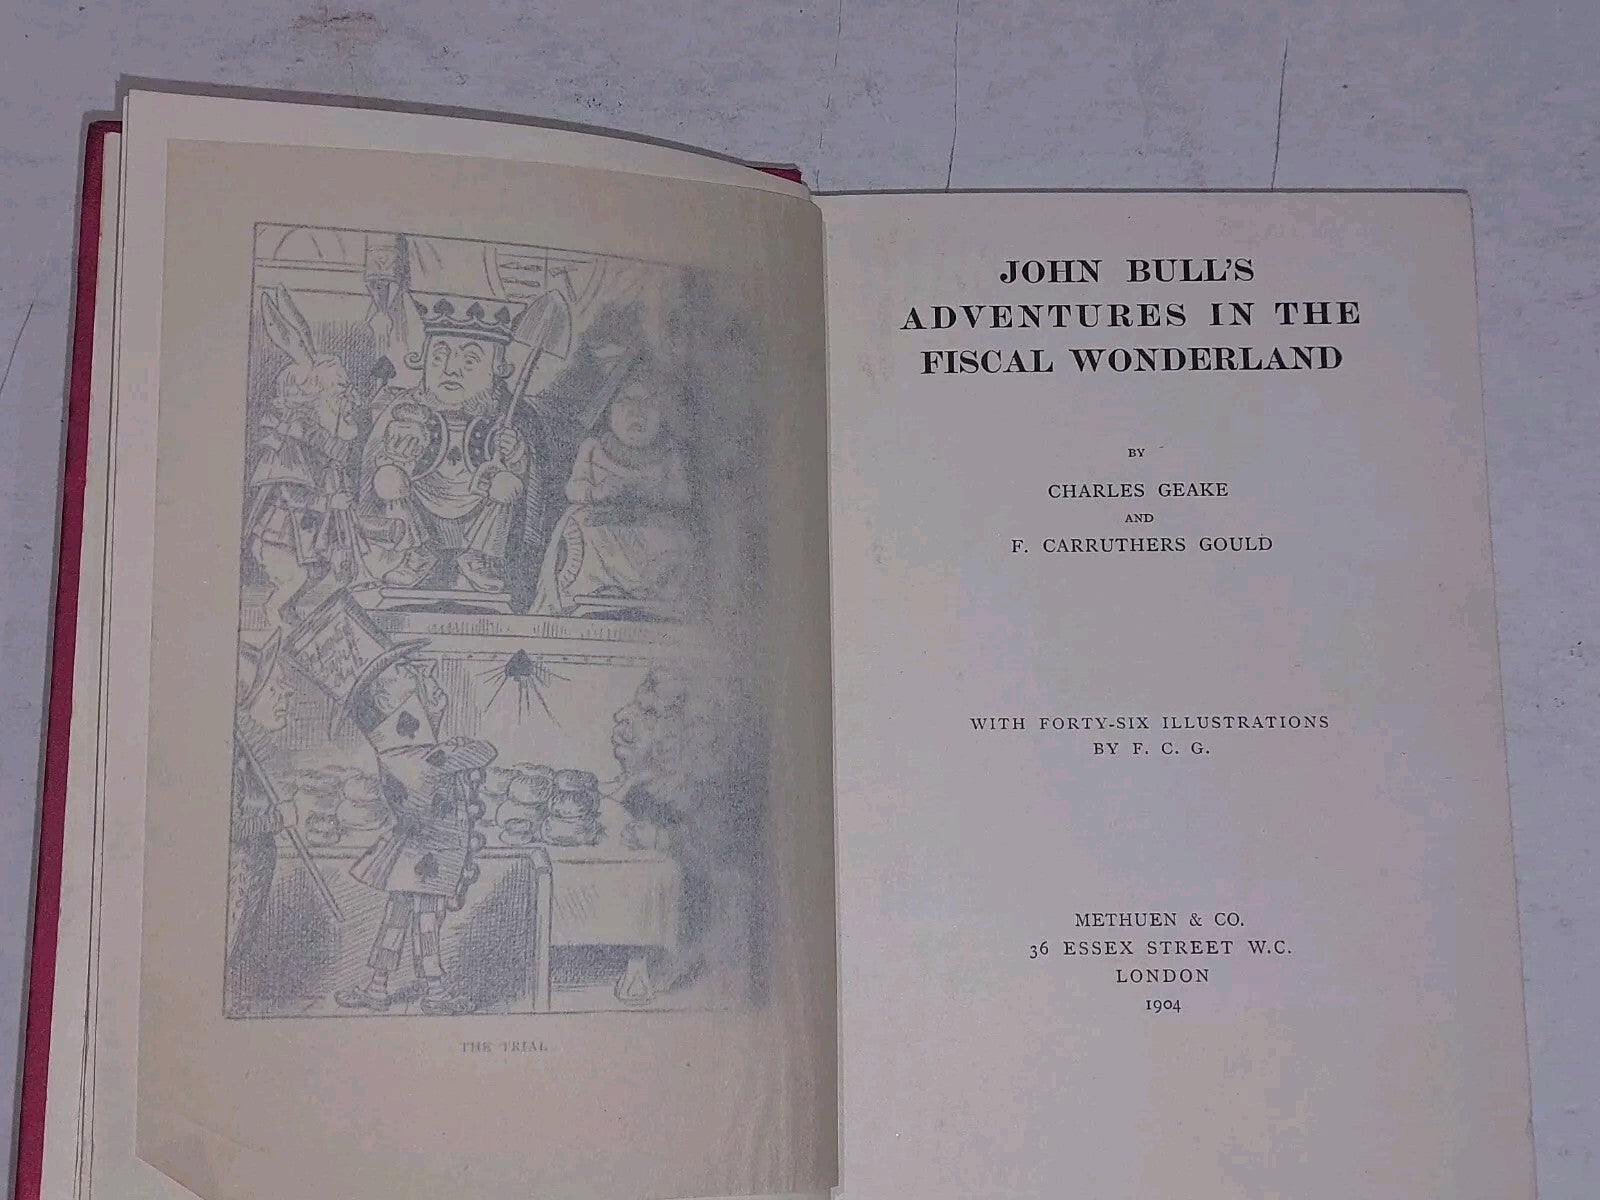 THE TRIAL
JOHN BULL'S
ADVENTURES IN THE
FISCAL WONDERLAND
BY
CHARLES GEAKE
AND
F. CARRUTHERS GOULD
WITH FORTY-SIX ILLUSTRATIONS
BY F. C. G.
METHUEN & CO.
36 ESSEX STREET W.C.
LONDON
1904